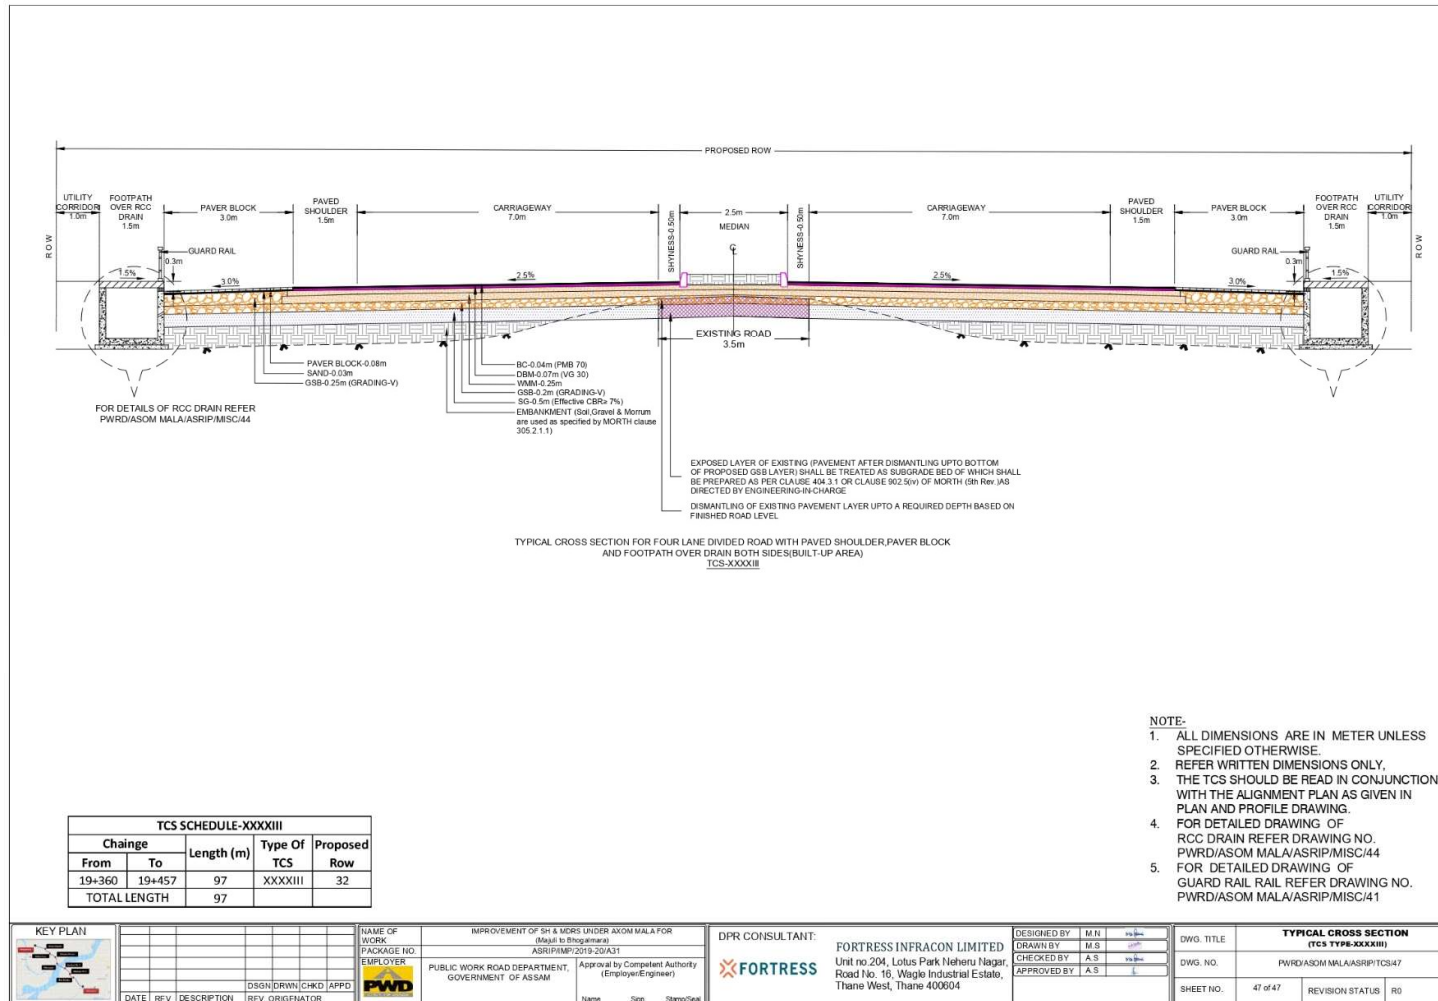 PROPOSED ROW
UTILITY
CORRIDOR
1.0m
FOOTPATH
OVER RCC
DRAIN
1.5m
PAVER BLOCK
3.0m
PAVED
SHOULDER
1.5m
CARRIAGEWAY
7.0m
SHYNESS-0.50m
2.5m
MEDIAN
SHYNESS-0.50m
CARRIAGEWAY
7.0m
PAVED
SHOULDER
1.5m
PAVER BLOCK
3.0m
FOOTPATH
OVER RCC
DRAIN
1.5m
UTILITY
CORRIDOR
1.0m
ROW
GUARD RAIL
0.3m
1.5%
3.0%
2.5%
2.5%
3.0%
GUARD RAIL
0.3m
1.5%
ROW
EXISTING ROAD
3.5m
PAVER BLOCK-0.08m
SAND-0.03m
GSB-0.25m (GRADING-V)
BC-0.04m (PMB 70)
DBM-0.07m (VG 30)
WMM-0.25m
GSB-0.2m (GRADING-V)
SG-0.5m (Effective CBR≥ 7%)
EMBANKMENT (Soil,Gravel & Morrum
are used as specified by MORTH clause
305.2.1.1)
FOR DETAILS OF RCC DRAIN REFER
PWRD/ASOM MALA/ASRIP/MISC/44
EXPOSED LAYER OF EXISTING (PAVEMENT AFTER DISMANTLING UPTO BOTTOM
OF PROPOSED GSB LAYER) SHALL BE TREATED AS SUBGRADE BED OF WHICH SHALL
BE PREPARED AS PER CLAUSE 404.3.1 OR CLAUSE 902.5(iv) OF MORTH (5th Rev.)AS
DIRECTED BY ENGINEERING-IN-CHARGE
DISMANTLING OF EXISTING PAVEMENT LAYER UPTO A REQUIRED DEPTH BASED ON
FINISHED ROAD LEVEL
TYPICAL CROSS SECTION FOR FOUR LANE DIVIDED ROAD WITH PAVED SHOULDER,PAVER BLOCK
AND FOOTPATH OVER DRAIN BOTH SIDES(BUILT-UP AREA)
TCS-XXXXIII
NOTE-
1. ALL DIMENSIONS ARE IN METER UNLESS
SPECIFIED OTHERWISE.
2. REFER WRITTEN DIMENSIONS ONLY,
3. THE TCS SHOULD BE READ IN CONJUNCTION
WITH THE ALIGNMENT PLAN AS GIVEN IN
PLAN AND PROFILE DRAWING.
4. FOR DETAILED DRAWING OF
RCC DRAIN REFER DRAWING NO.
PWRD/ASOM MALA/ASRIP/MISC/44
5. FOR DETAILED DRAWING OF
GUARD RAIL RAIL REFER DRAWING NO.
PWRD/ASOM MALA/ASRIP/MISC/41
TCS SCHEDULE-XXXXIII
Chainge Length (m) Type Of TCS Proposed Row
From To
19+360 19+457 97 XXXXIII 32
TOTAL LENGTH 97
KEY PLAN
DSGN DRWN CHKD APPD
DATE REV DESCRIPTION REV ORIGENATOR
NAME OF WORK
IMPROVEMENT OF SH & MDRS UNDER AXOM MALA FOR
(Majuli to Bhogaimara)
PACKAGE NO. ASRIP/IMP/2019-20/A31
EMPLOYER
PWD
PUBLIC WORK ROAD DEPARTMENT,
GOVERNMENT OF ASSAM
Approval by Competent Authority
(Employer/Engineer)
Name Sign Stamp/Seal
DPR CONSULTANT:
FORTRESS
FORTRESS INFRACON LIMITED
Unit no.204, Lotus Park Neheru Nagar,
Road No. 16, Wagle Industrial Estate,
Thane West, Thane 400604
DESIGNED BY M.N
DRAWN BY M.S
CHECKED BY A.S
APPROVED BY A.S
DWG. TITLE TYPICAL CROSS SECTION
(TCS TYPE-XXXXIII)
DWG. NO. PWRD/ASOM MALA/ASRIP/TCS/47
SHEET NO. 47 of 47 REVISION STATUS R0